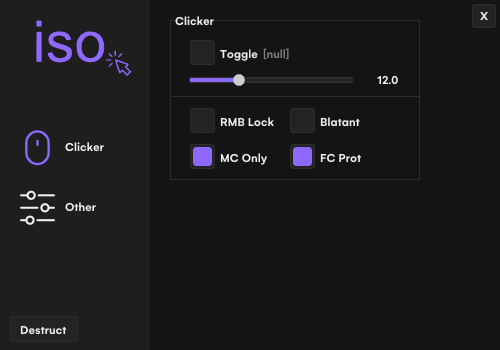 iso
Clicker
Other
Destruct
X
Clicker
Toggle [null]
12.0
RMB Lock
Blatant
MC Only
FC Prot